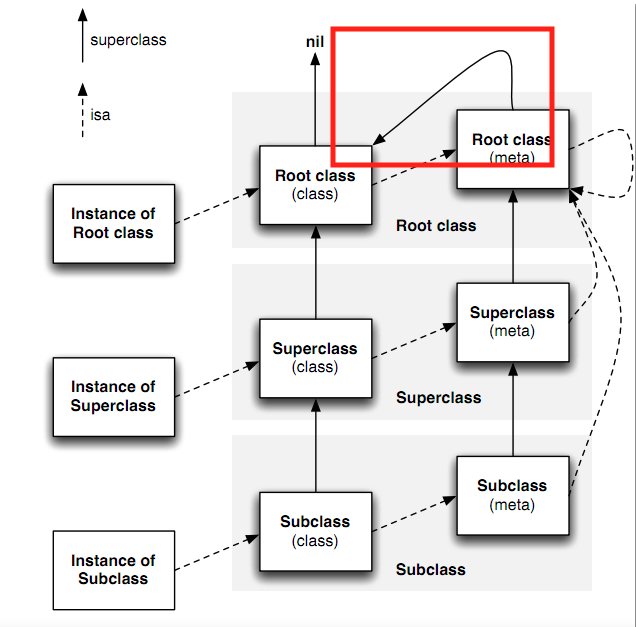 superclass
nil
isa
Root class
(meta)
Root class
(class)
Instance of
Root class
Root class
Superclass
(meta)
Superclass
(class)
Instance of
Superclass
Superclass
Subclass
(meta)
Subclass
(class)
Instance of
Subclass
Subclass